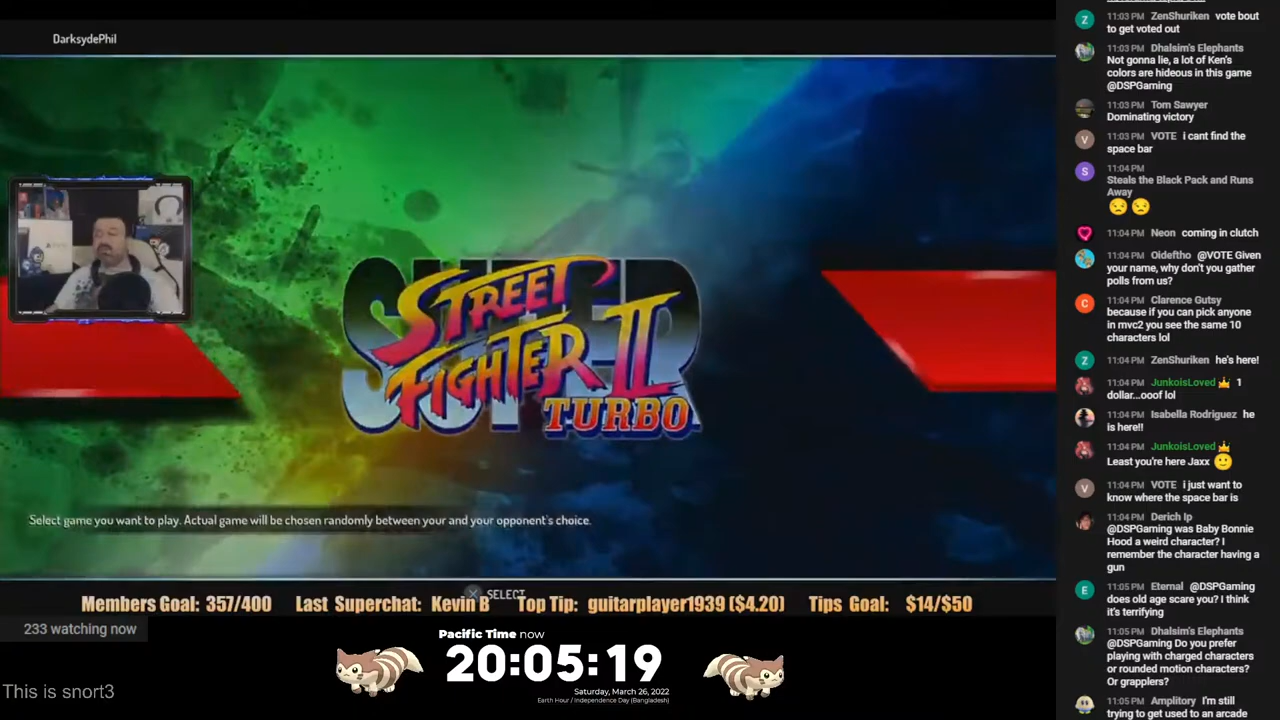 DarksydePhil
SUPER
STREET
FIGHTER II
TURBO
Select game you want to play. Actual game will be chosen randomly between your and your opponent's choice.
SELECT
Members Goal: 357/400 Last Superchat: Kevin B Top Tip: guitarplayer1939 ($4.20) Tips Goal: $14/$50
233 watching now
Pacific Time now
20:05:19
Saturday, March 26, 2022
Earth Hour / Independence Day (Bangladesh)
This is snort3
11:03 PM ZenShuriken vote bout
to get voted out
11:03 PM Dhalsim's Elephants
Not gonna lie, a lot of Ken's
colors are hideous in this game
@DSPGaming
11:03 PM Tom Sawyer
Dominating victory
11:03 PM VOTE i cant find the
space bar
11:04 PM
Steals the Black Pack and Runs
Away
11:04 PM Neon coming in clutch
11:04 PM Oldeftho @VOTE Given
your name, why don't you gather
polls from us?
11:04 PM Clarence Gutsy
because if you can pick anyone
in mvc2 you see the same 10
characters lol
11:04 PM ZenShuriken he's here!
11:04 PM JunkoisLoved 1
dollar...ooof lol
11:04 PM Isabella Rodriguez he
is here!!
11:04 PM JunkoisLoved
Least you're here Jaxx
11:04 PM VOTE i just want to
know where the space bar is
11:04 PM Derich Ip
@DSPGaming was Baby Bonnie
Hood a weird character? I
remember the character having a
gun
11:05 PM Eternal @DSPGaming
does old age scare you? I think
it's terrifying
11:05 PM Dhalsim's Elephants
@DSPGaming Do you prefer
playing with charged characters
or rounded motion characters?
Or grapplers?
11:05 PM Amplitory I'm still
trying to get used to an arcade